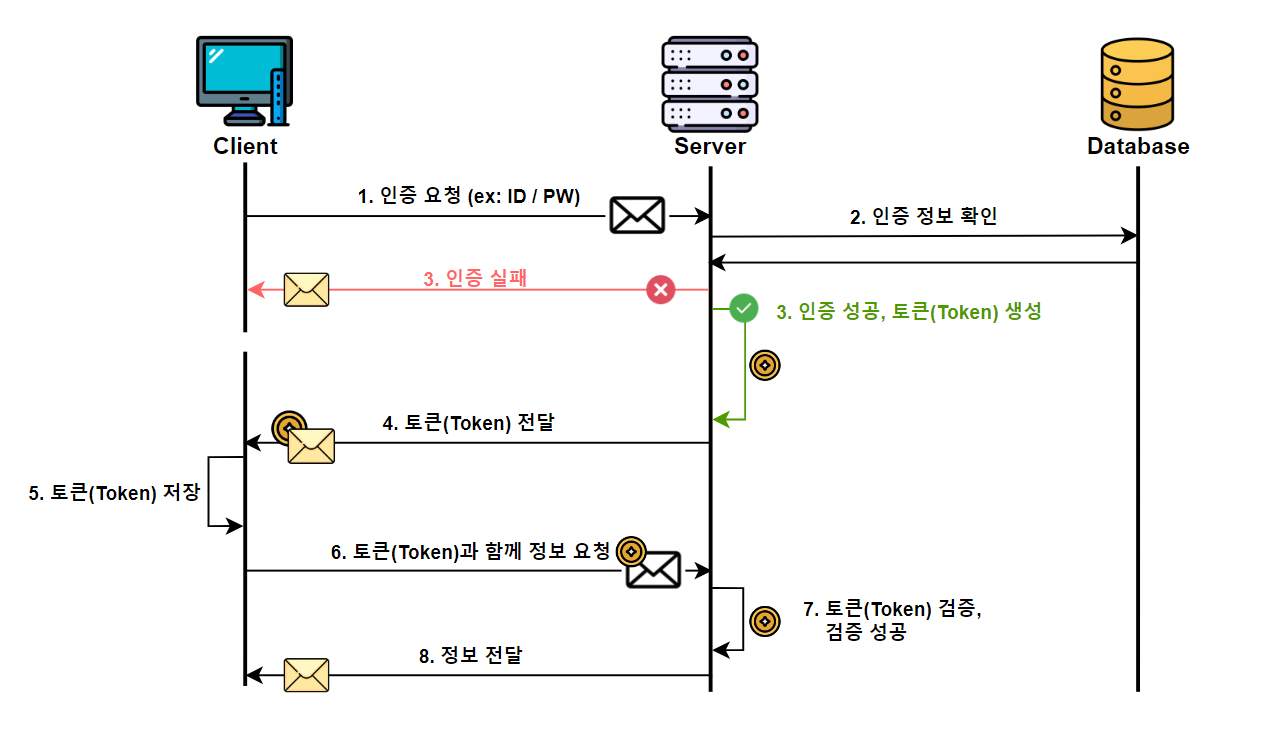 Client
Server
Database
1. 인증 요청 (ex: ID / PW)
2. 인증 정보 확인
3. 인증 실패
3. 인증 성공, 토큰(Token) 생성
4. 토큰(Token) 전달
5. 토큰(Token) 저장
6. 토큰(Token)과 함께 정보 요청
7. 토큰(Token) 검증,
검증 성공
8. 정보 전달